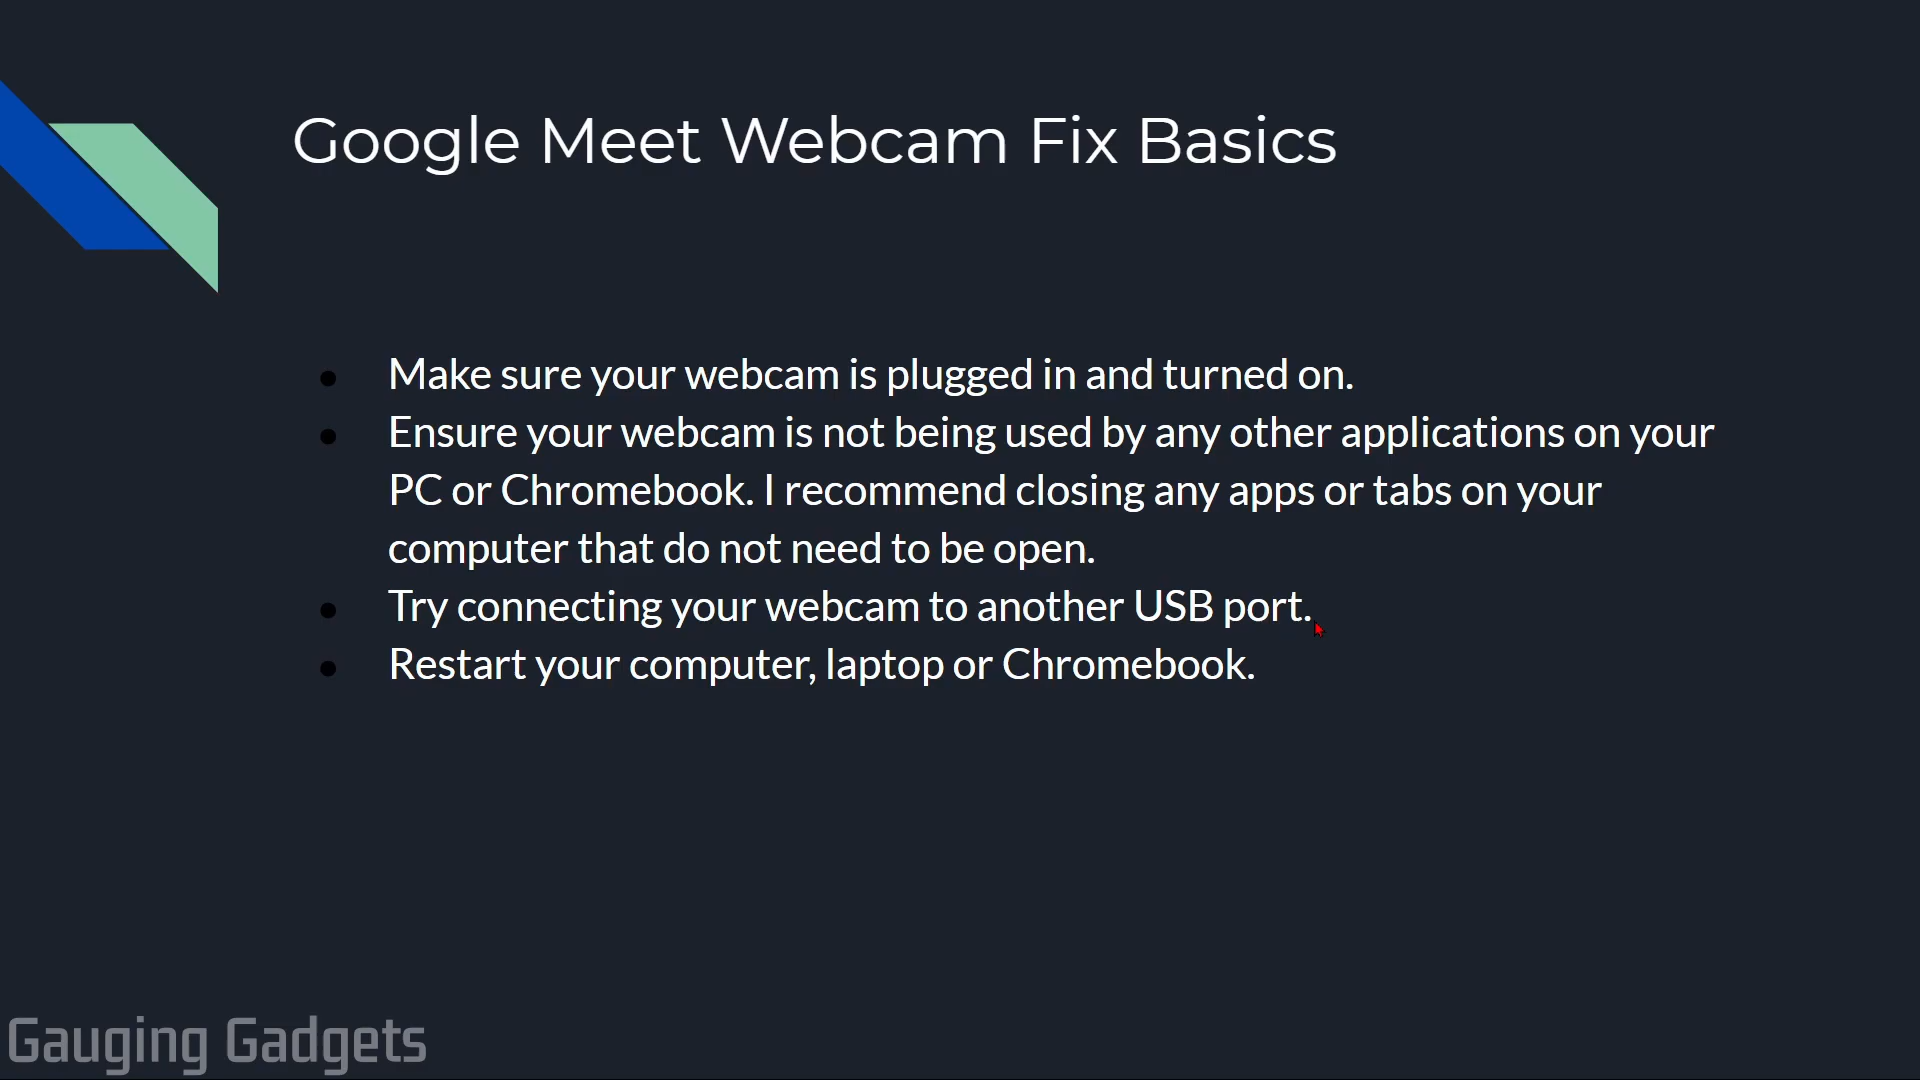 Google Meet Webcam Fix Basics
● Make sure your webcam is plugged in and turned on.
● Ensure your webcam is not being used by any other applications on your
PC or Chromebook. I recommend closing any apps or tabs on your
computer that do not need to be open.
● Try connecting your webcam to another USB port.
● Restart your computer, laptop or Chromebook.
Gauging Gadgets